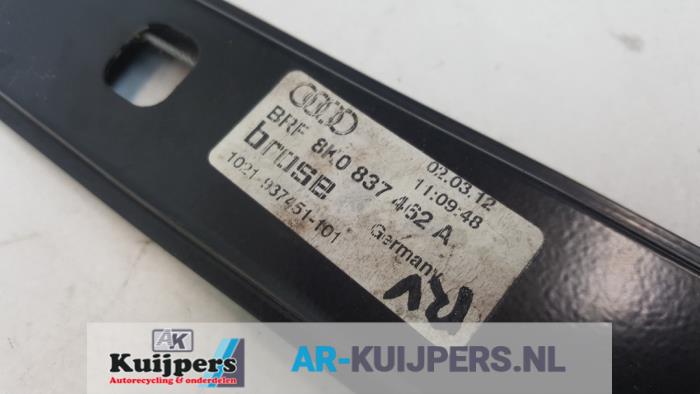 BRF 8K0 837 462 A
brose
1021-937451-101
Germany
02.03.12
11:09:48
RV
AK
Kuijpers
Autorecycling & onderdelen
AR-KUIJPERS.NL